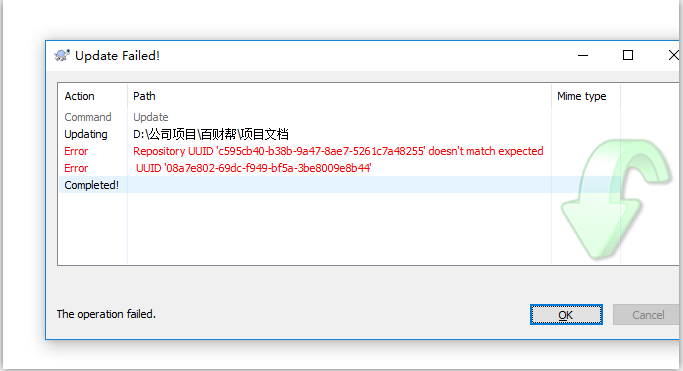 Update Failed!
Action Path Mime type
Command Update
Updating D:\公司项目\百财帮\项目文档
Error Repository UUID 'c595cb40-b38b-9a47-8ae7-5261c7a48255' doesn't match expected
Error UUID '08a7e802-69dc-f949-bf5a-3be8009e8b44'
Completed!
The operation failed.
OK Cancel